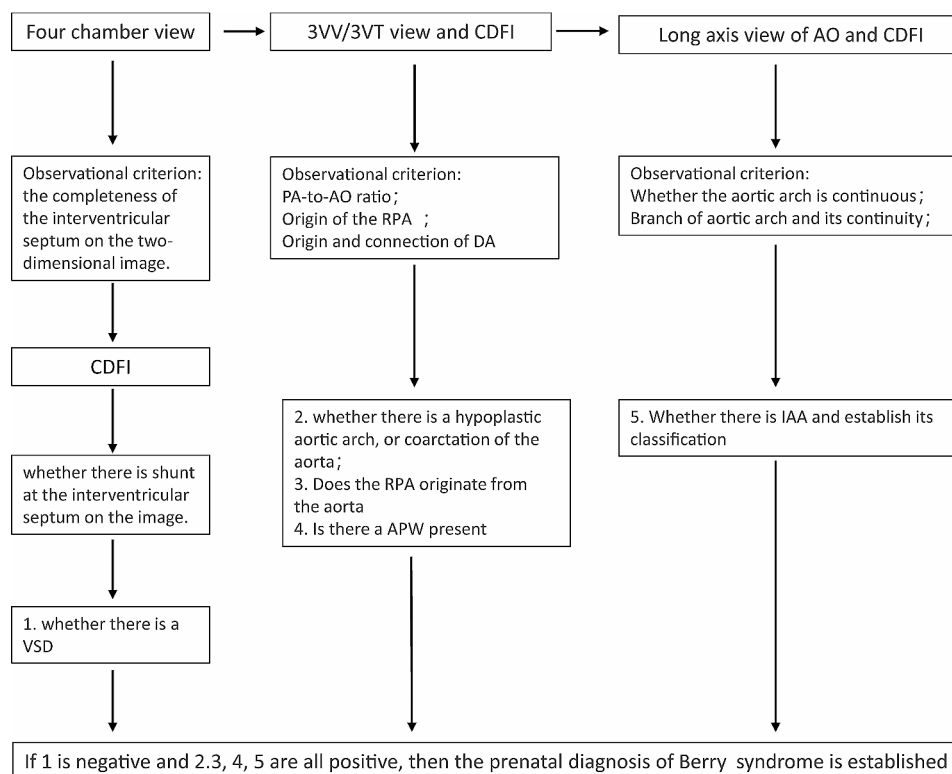 Four chamber view
3VV/3VT view and CDFI
Long axis view of AO and CDFI
Observational criterion:
the completeness of
the interventricular
septum on the two-
dimensional image.
Observational criterion:
PA-to-AO ratio;
Origin of the RPA ;
Origin and connection of DA
Observational criterion:
Whether the aortic arch is continuous;
Branch of aortic arch and its continuity;
CDFI
whether there is shunt
at the interventricular
septum on the image.
2. whether there is a hypoplastic
aortic arch, or coarctation of the
aorta;
3. Does the RPA originate from
the aorta
4. Is there a APW present
5. Whether there is IAA and establish its
classification
1. whether there is a
VSD
If 1 is negative and 2.3, 4, 5 are all positive, then the prenatal diagnosis of Berry syndrome is established